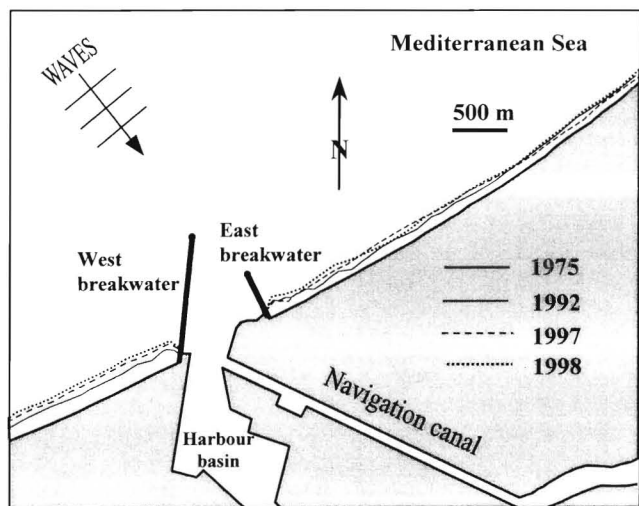 Mediterranean Sea
WAVES
500 m
N
East
breakwater
West
breakwater
1975
1992
1997
1998
Navigation canal
Harbour
basin